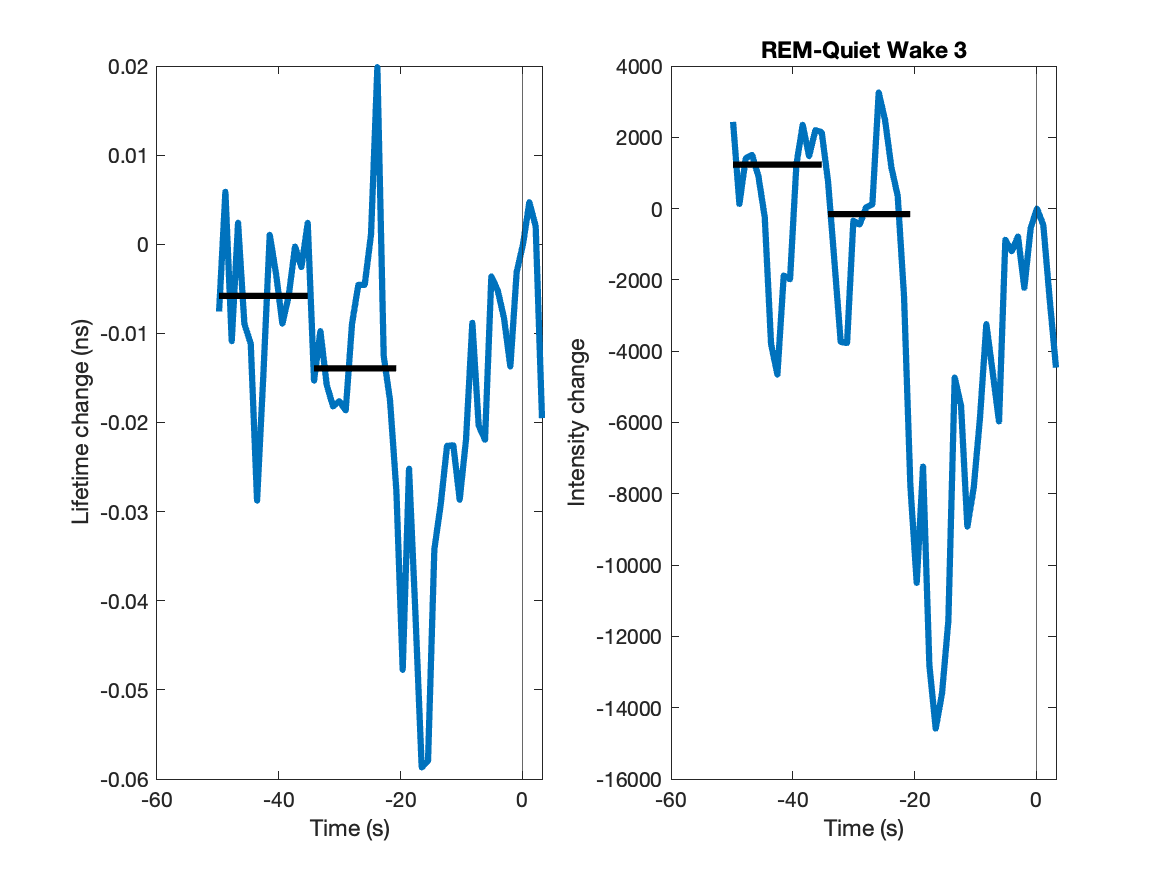 REM-Quiet Wake 3
Lifetime change (ns)
0.02
0.01
0
-0.01
-0.02
-0.03
-0.04
-0.05
-0.06
-60 -40 -20 0
Time (s)
Intensity change
4000
2000
0
-2000
-4000
-6000
-8000
-10000
-12000
-14000
-16000
-60 -40 -20 0
Time (s)